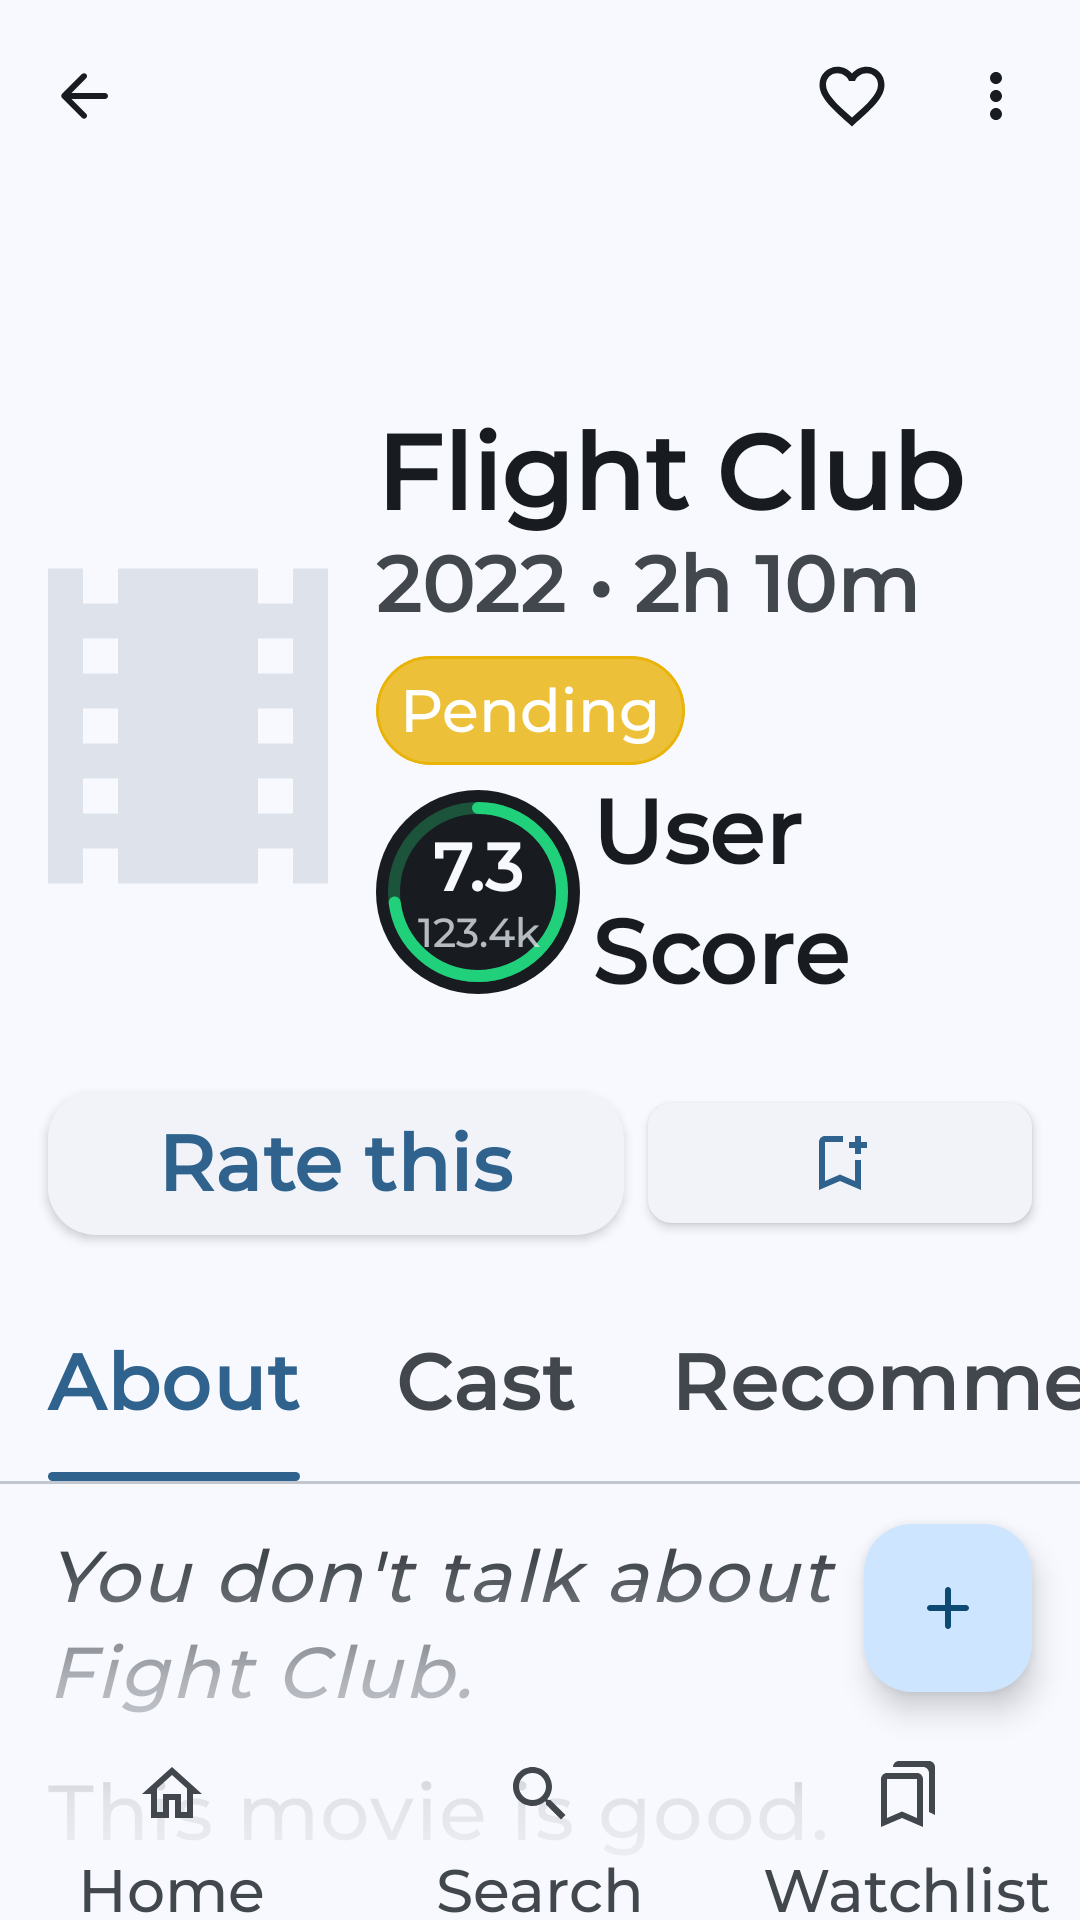 Flight Club
2022 • 2h 10m
Pending
7.3
123.4k
User
Score
Rate this
About
Cast
Recomme
You don't talk about
Fight Club.
This movie is good.
Home
Search
Watchlist